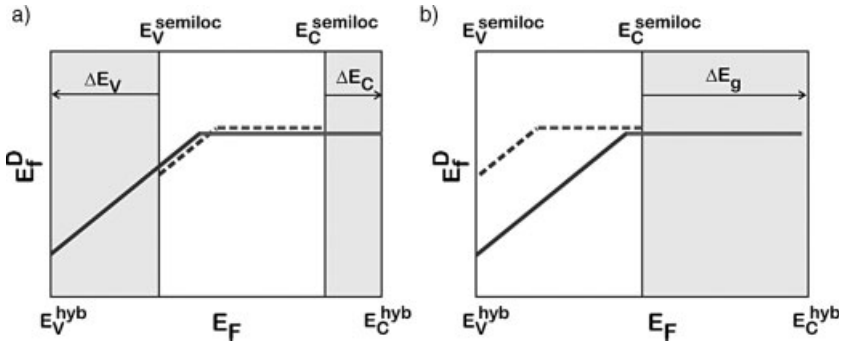 a)
E_V^semiloc E_C^semiloc
ΔE_V ΔE_C
E_f^D
E_V^hyb E_F E_C^hyb
b)
E_V^semiloc E_C^semiloc
ΔE_g
E_f^D
E_V^hyb E_F E_C^hyb